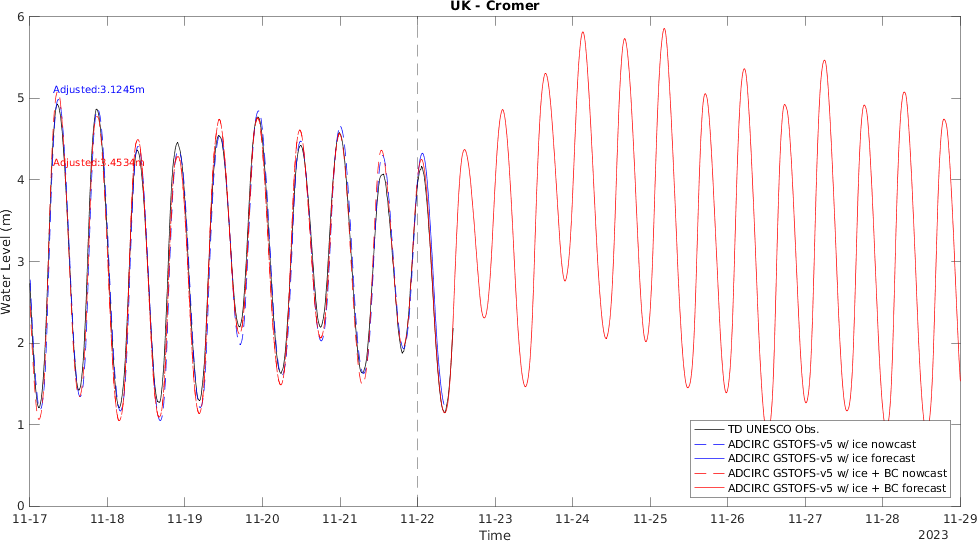 UK - Cromer
6
5
4
3
2
1
0
Water Level (m)
Adjusted:3.1245m
Adjusted:3.4534m
TD UNESCO Obs.
ADCIRC GSTOFS-v5 w/ ice nowcast
ADCIRC GSTOFS-v5 w/ ice forecast
ADCIRC GSTOFS-v5 w/ ice + BC nowcast
ADCIRC GSTOFS-v5 w/ ice + BC forecast
11-17 11-18 11-19 11-20 11-21 11-22 11-23 11-24 11-25 11-26 11-27 11-28 11-29
Time
2023